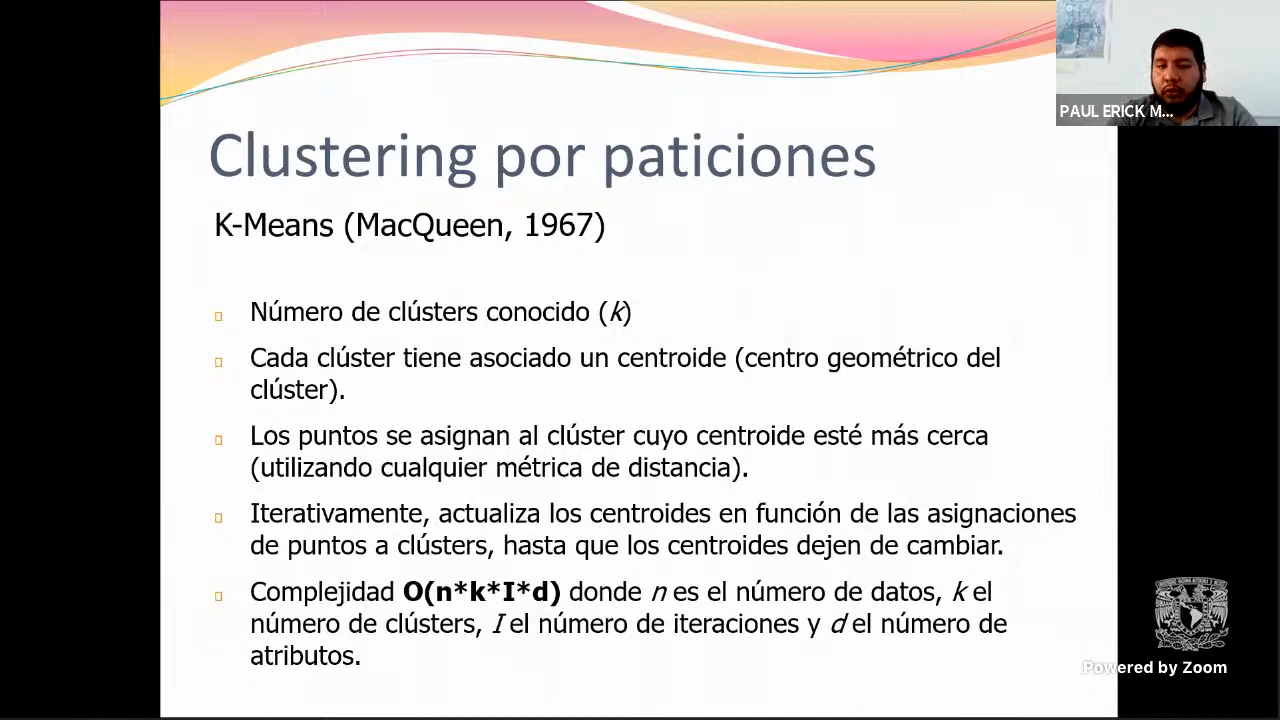 PAUL ERICK M...
Clustering por paticiones
K-Means (MacQueen, 1967)
Número de clústers conocido (k)
Cada clúster tiene asociado un centroide (centro geométrico del
clúster).
Los puntos se asignan al clúster cuyo centroide esté más cerca
(utilizando cualquier métrica de distancia).
Iterativamente, actualiza los centroides en función de las asignaciones
de puntos a clústers, hasta que los centroides dejen de cambiar.
Complejidad O(n*k*I*d) donde n es el número de datos, k el
número de clústers, I el número de iteraciones y d el número de
atributos.
Powered by Zoom